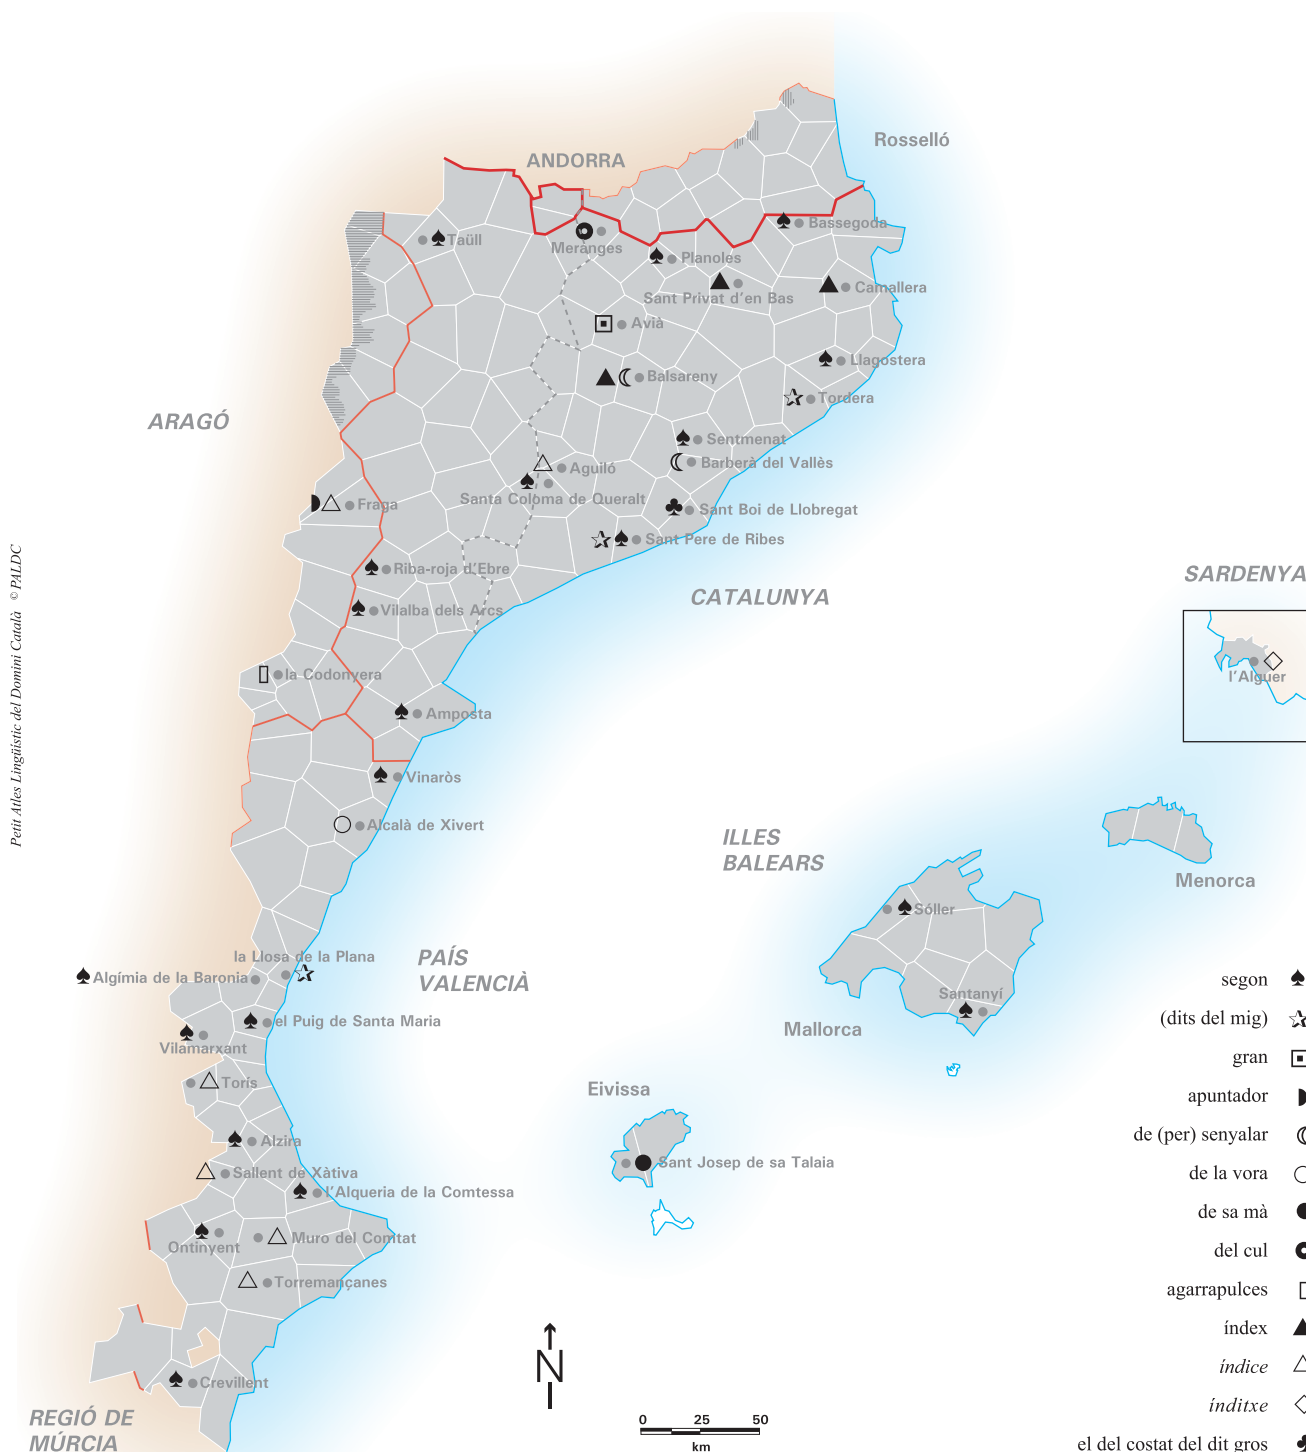 Rosselló
ANDORRA
Bassegoda
Taüll
Meranges
Planoles
Sant Privat d'en Bas
Camallera
Avià
Llagostera
Balsareny
Tordera
ARAGÓ
Sentmenat
Barberà del Vallès
Aguiló
Santa Coloma de Queralt
Fraga
Sant Boi de Llobregat
Sant Pere de Ribes
Riba-roja d'Ebre
SARDENYA
CATALUNYA
Vilalba dels Arcs
l'Alguer
la Codonyera
Amposta
Petit Atles Lingüístic del Domini Català © PALDC
Vinaròs
Alcalà de Xivert
ILLES
BALEARS
Menorca
Sóller
la Llosa de la Plana
PAÍS
VALENCIÀ
Algímia de la Baronia
Santanyí
el Puig de Santa Maria
Mallorca
Vilamarxant
Torís
Eivissa
Alzira
Sant Josep de sa Talaia
Sallent de Xàtiva
l'Alqueria de la Comtessa
Ontinyent
Muro del Comtat
Torremançanes
Crevillent
REGIÓ DE
MÚRCIA
N
0 25 50
km
segon
(dits del mig)
gran
apuntador
de (per) senyalar
de la vora
de sa mà
del cul
agarrapulces
índex
índice
índitxe
el del costat del dit gros